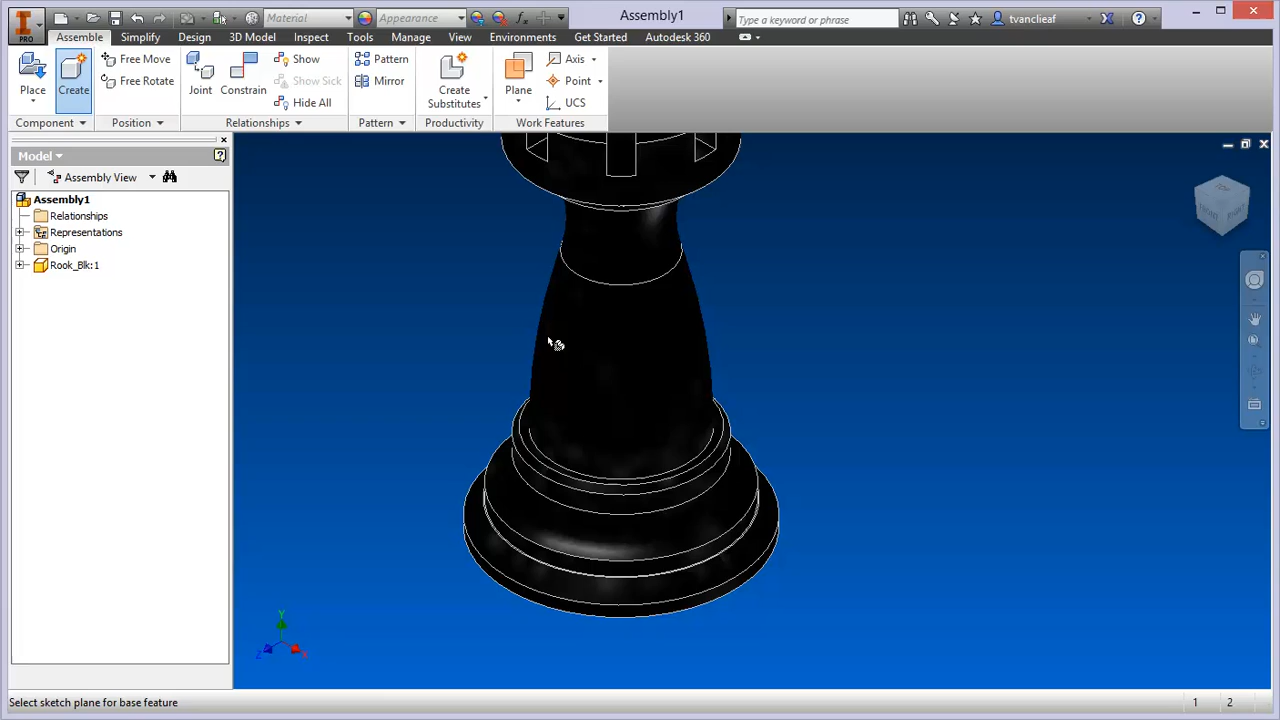 Material
Appearance
Assembly1
Type a keyword or phrase
tvanclieaf
PRO
Assemble Simplify Design 3D Model Inspect Tools Manage View Environments Get Started Autodesk 360
Place
Create
Free Move
Free Rotate
Joint
Constrain
Show
Show Sick
Hide All
Pattern
Mirror
Create
Substitutes
Plane
Axis
Point
UCS
Component Position Relationships Pattern Productivity Work Features
Model
Assembly View
Assembly1
Relationships
Representations
Origin
Rook_Blk:1
Y
Z
X
Select sketch plane for base feature
1 2